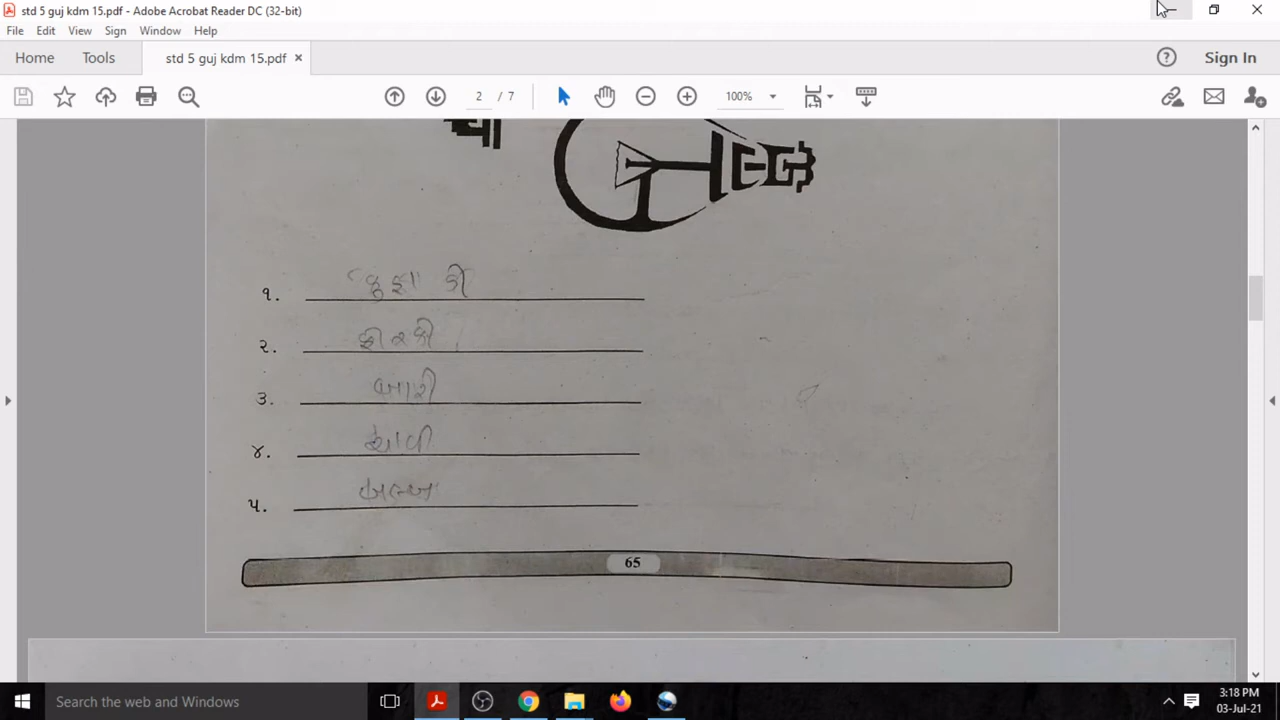 std 5 guj kdm 15.pdf - Adobe Acrobat Reader DC (32-bit)
File Edit View Sign Window Help
Home Tools std 5 guj kdm 15.pdf × Sign In
2 / 7 100%
૧.
૨. ફીરકી
૩. આરી
૪. ચાવી
૫.
65
Search the web and Windows
3:18 PM
03-Jul-21